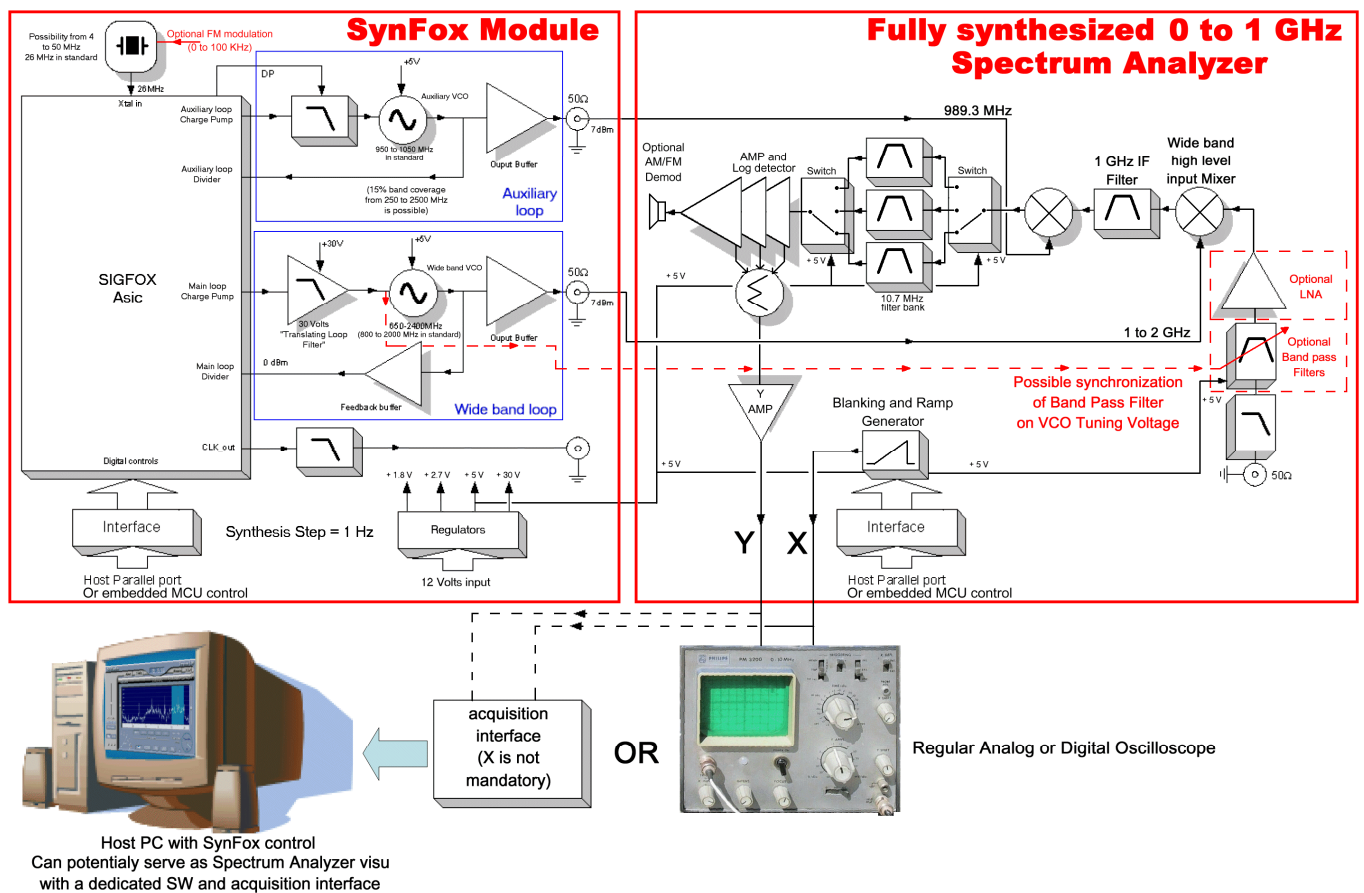 SynFox Module
Possibility from 4
to 50 MHz
26 MHz in standard
Optional FM modulation
(0 to 100 KHz)
26MHz
Xtal in
DP
+5V
Auxiliary VCO
50Ω
7dBm
Auxiliary loop
Charge Pump
950 to 1050 MHz
in standard
Ouput Buffer
Auxiliary loop
Divider
(15% band coverage
from 250 to 2500 MHz
is possible)
Auxiliary
loop
SIGFOX
Asic
+30V
+5V
Wide band VCO
50Ω
7dBm
Main loop
Charge Pump
30 Volts
"Translating Loop
Filter"
650-2400MHz
(800 to 2000 MHz in standard)
Ouput Buffer
Main loop
Divider
0 dBm
Feedback buffer
Wide band loop
CLK_out
Digital controls
+ 1.8 V
+ 2.7 V
+ 5 V
+ 30 V
Interface
Synthesis Step = 1 Hz
Regulators
Host Parallel port
Or embedded MCU control
12 Volts input
Fully synthesized 0 to 1 GHz
Spectrum Analyzer
989.3 MHz
Optional
AM/FM
Demod
AMP and
Log detector
Switch
Switch
1 GHz IF
Filter
Wide band
high level
input Mixer
+ 5 V
+ 5 V
+ 5 V
10.7 MHz
filter bank
Optional
LNA
1 to 2 GHz
Optional
Band pass
Filters
Possible synchronization
of Band Pass Filter
on VCO Tuning Voltage
+ 5 V
Y
AMP
Blanking and Ramp
Generator
+ 5 V
+ 5 V
50Ω
Y
X
Interface
Host Parallel port
Or embedded MCU control
acquisition
interface
(X is not
mandatory)
OR
PHILIPS
Regular Analog or Digital Oscilloscope
Host PC with SynFox control
Can potentialy serve as Spectrum Analyzer visu
with a dedicated SW and acquisition interface